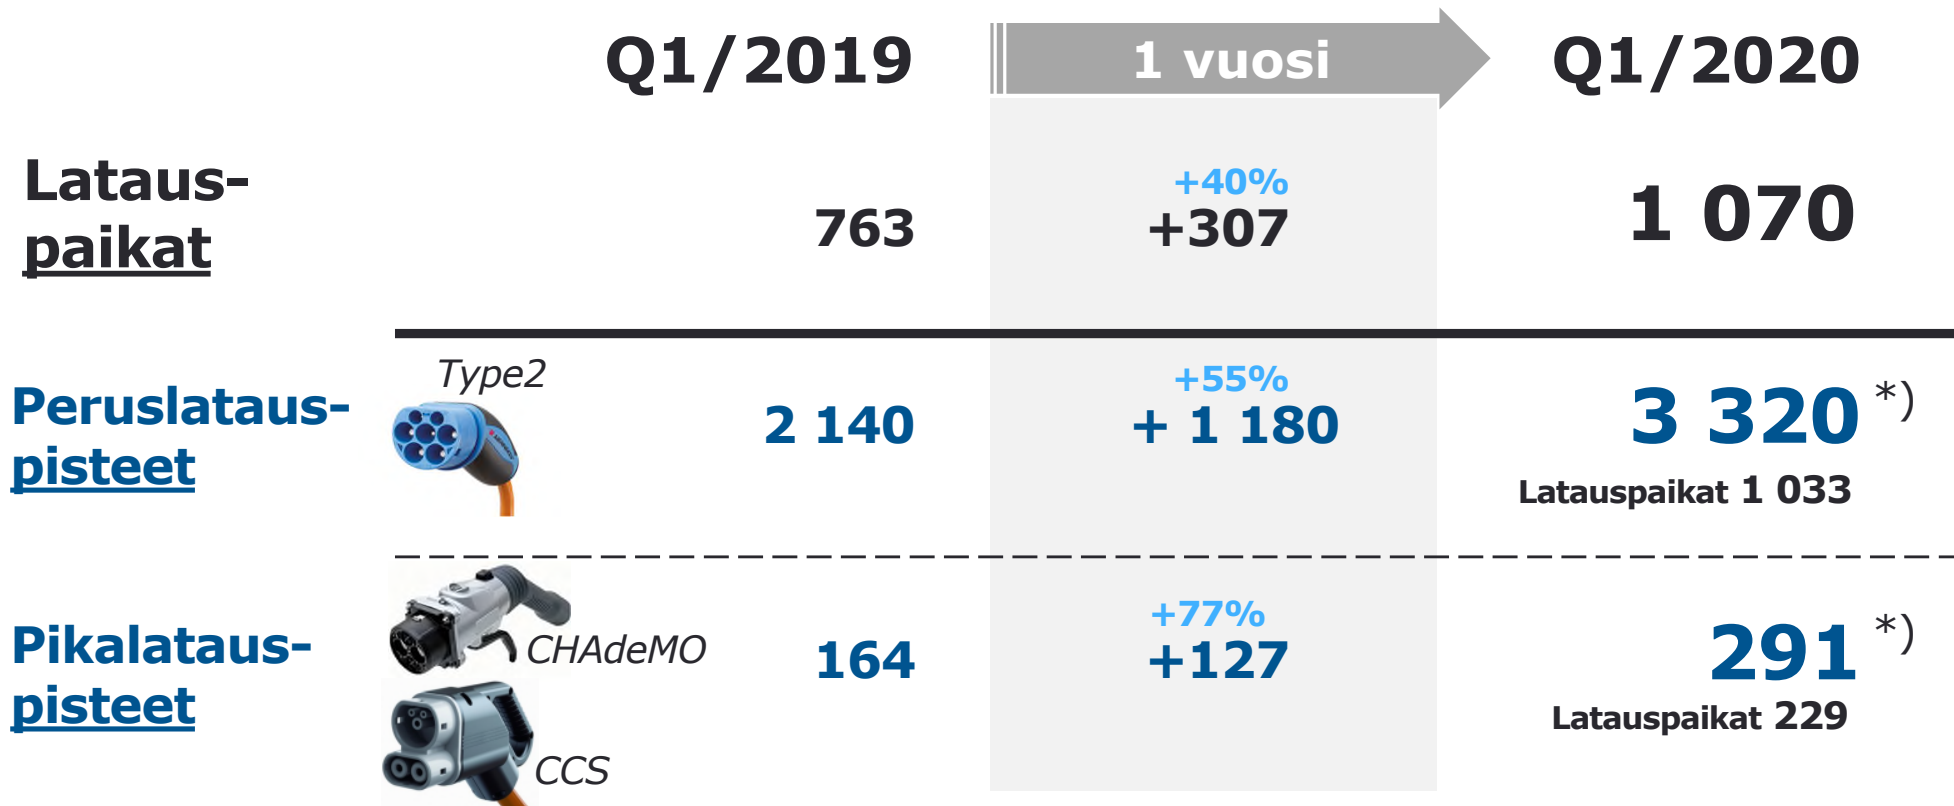 Q1/2019
1 vuosi
Q1/2020
Lataus-
paikat
763
+40%
+307
1 070
Peruslataus-
pisteet
Type2
2 140
+55%
+ 1 180
3 320 *)
Latauspaikat 1 033
Pikalataus-
pisteet
CHAdeMO
CCS
164
+77%
+127
291 *)
Latauspaikat 229